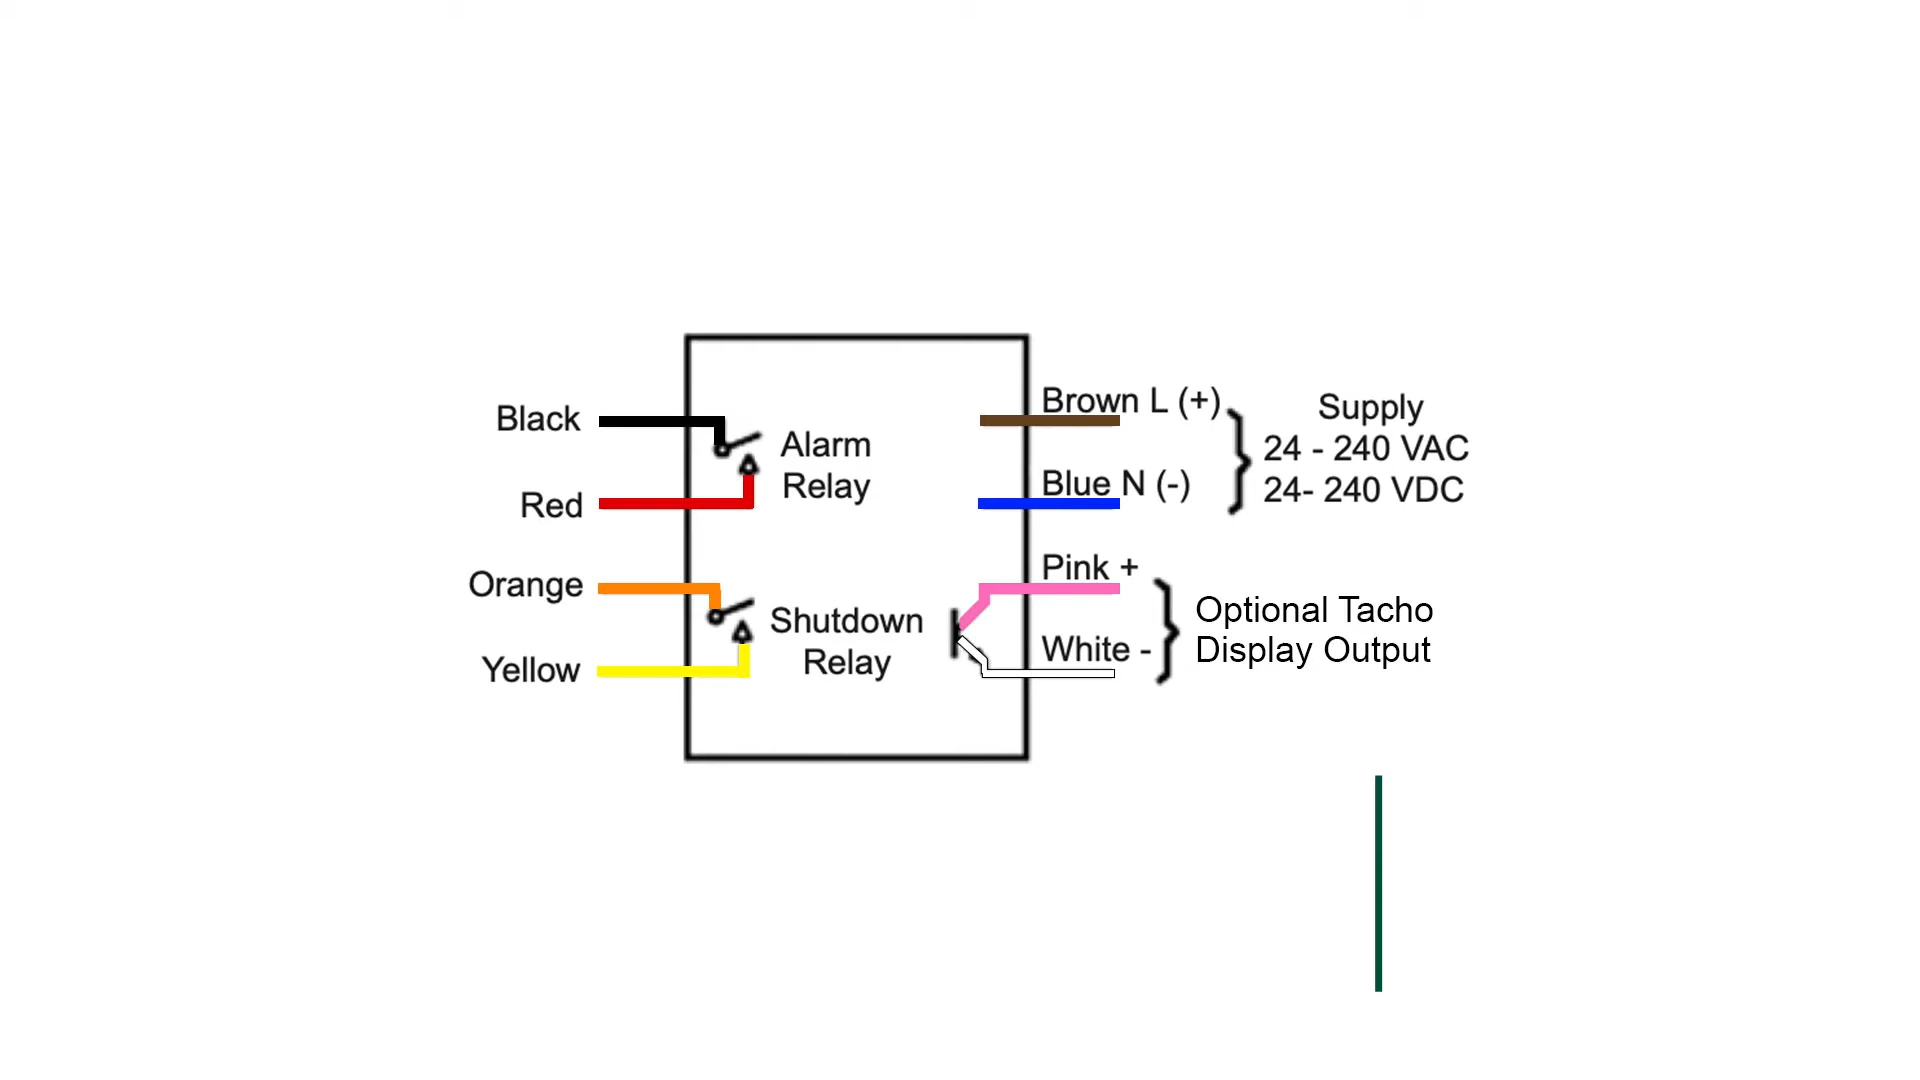 Black
Red
Orange
Yellow
Alarm
Relay
Shutdown
Relay
Brown L (+)
Blue N (-)
Pink +
White -
Supply
24 - 240 VAC
24- 240 VDC
Optional Tacho
Display Output